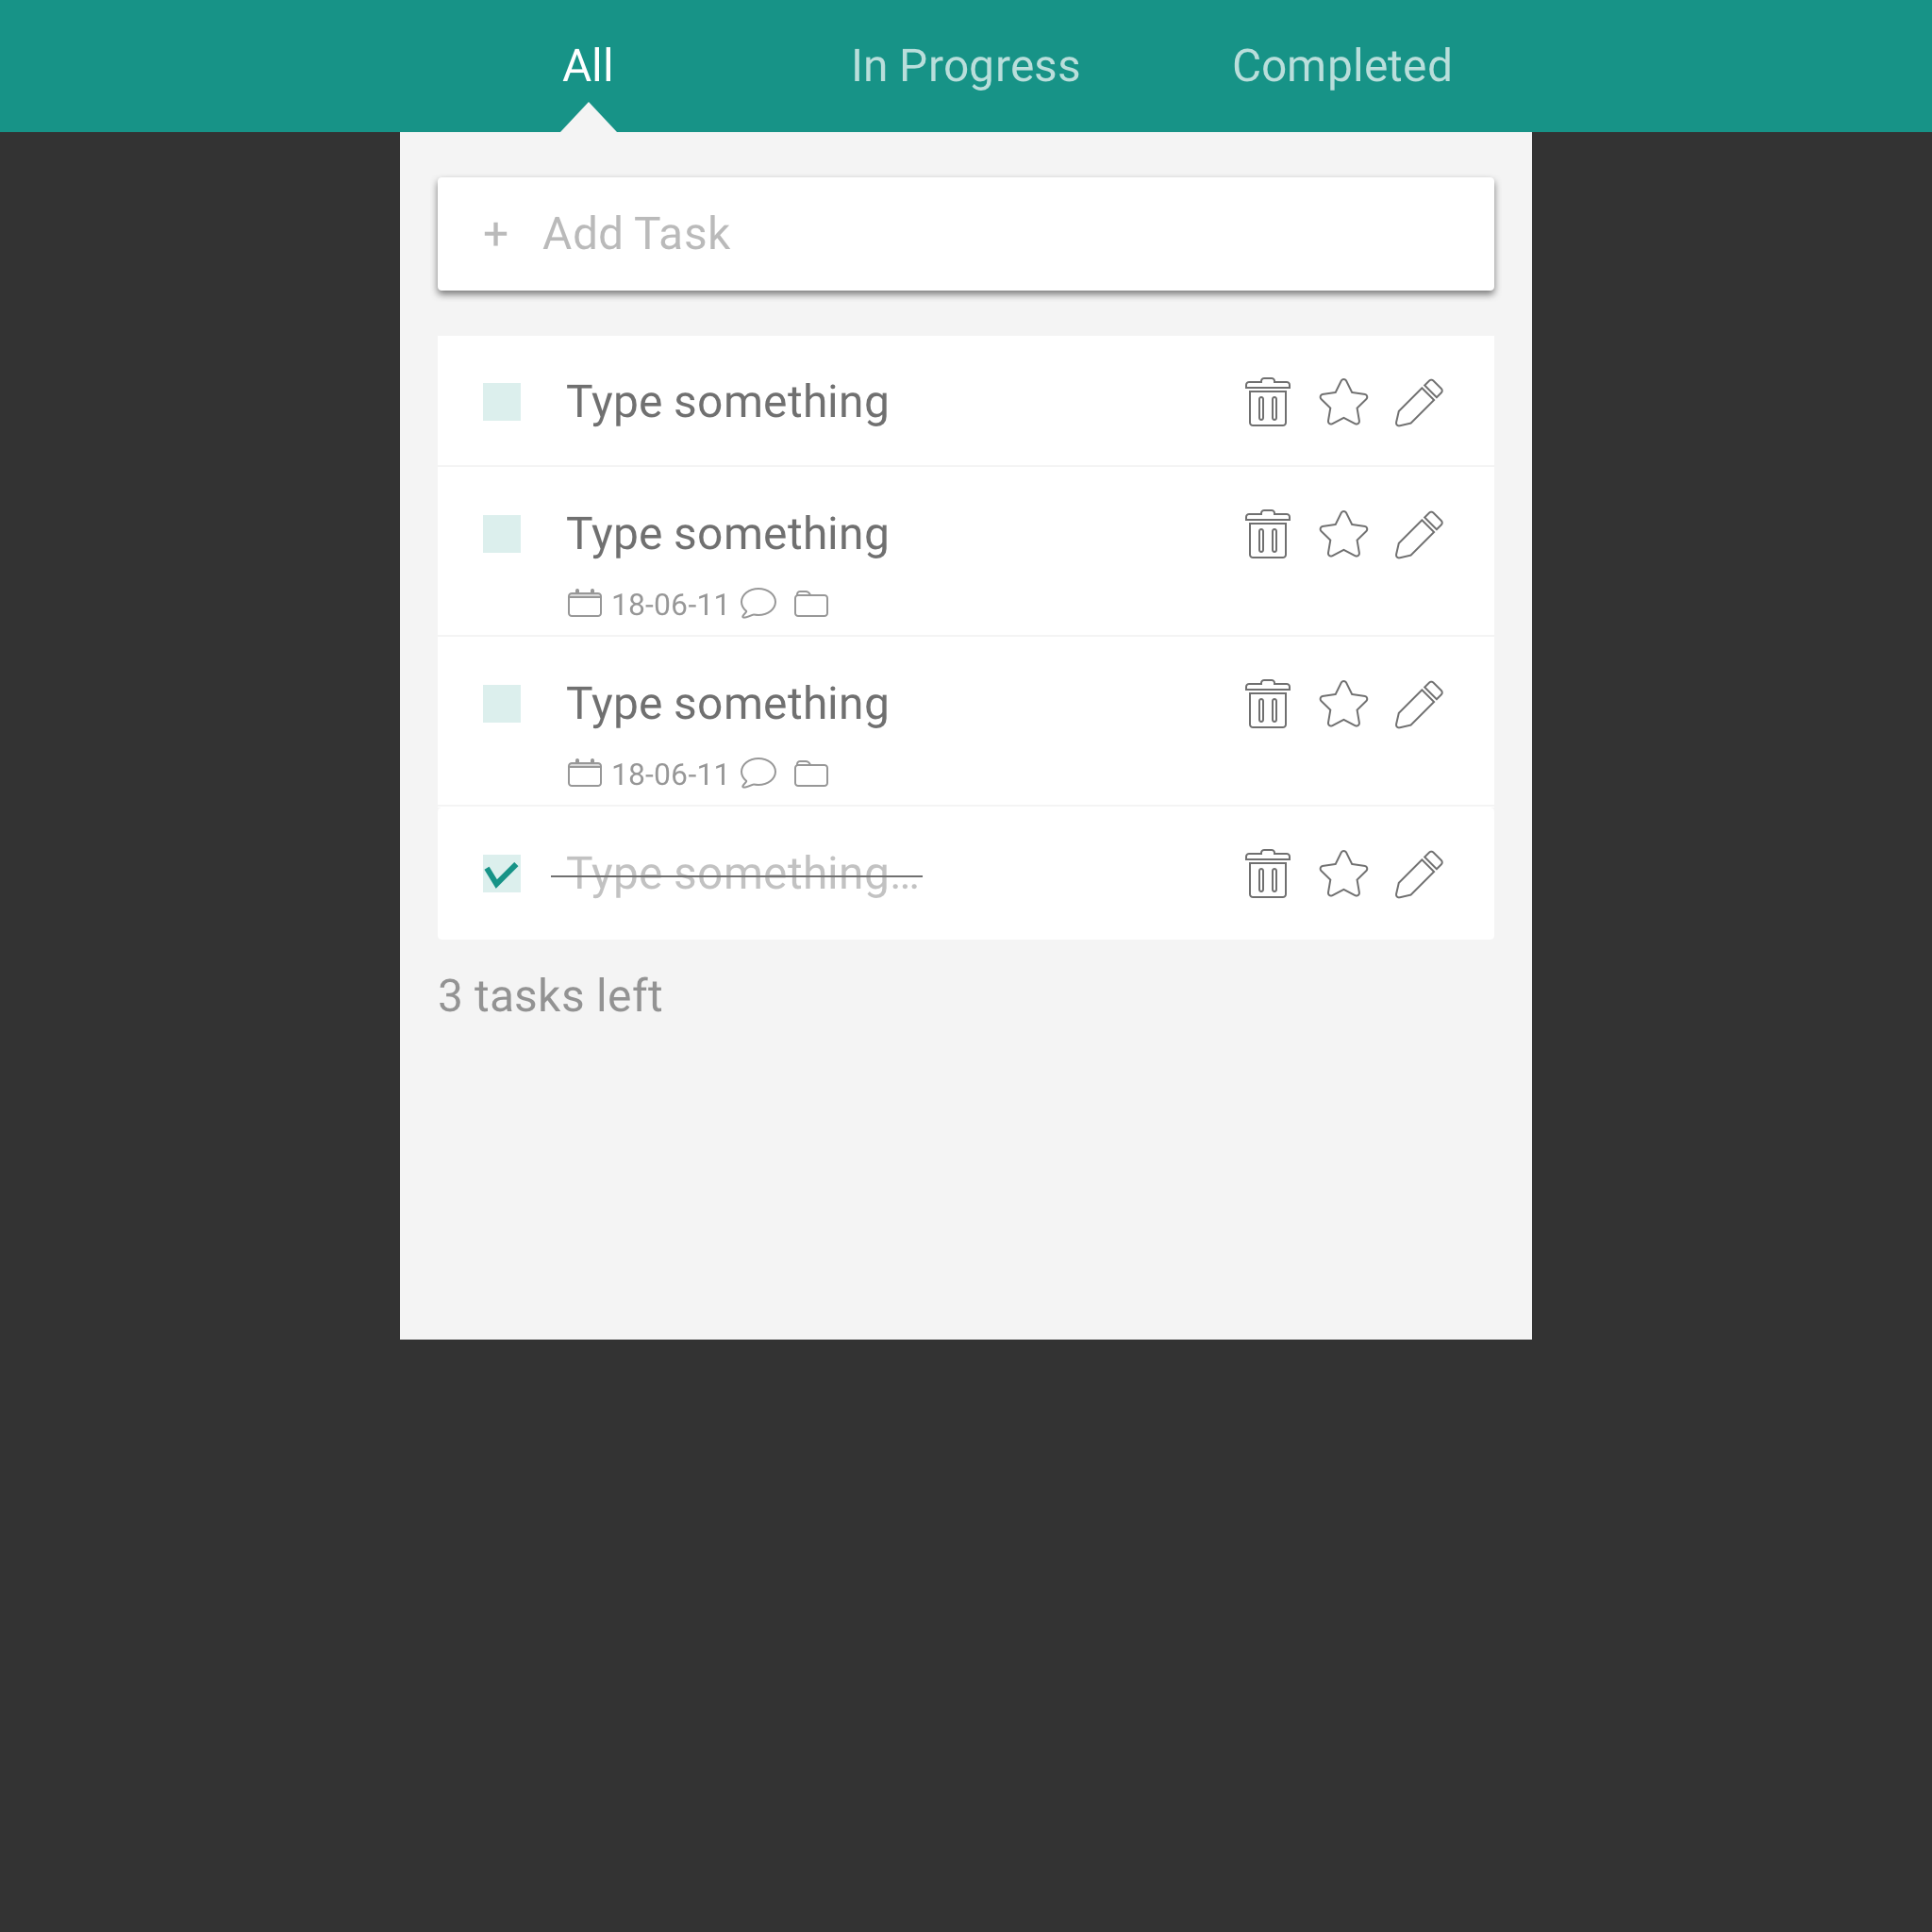 All In Progress Completed
+ Add Task
Type something
Type something
18-06-11
Type something
18-06-11
Type something...
3 tasks left